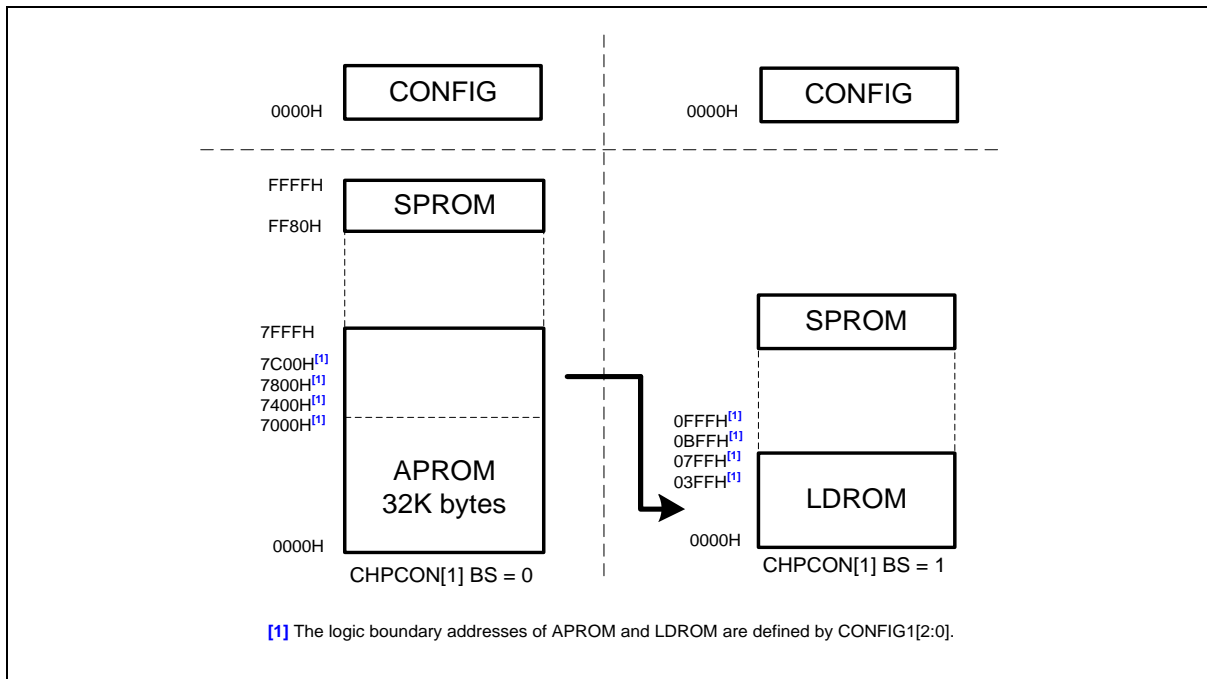 CONFIG
0000H
FFFFH
SPROM
FF80H
7FFFH
7C00H[1]
7800H[1]
7400H[1]
7000H[1]
APROM
32K bytes
0000H
CHPCON[1] BS = 0
CONFIG
0000H
SPROM
0FFFH[1]
0BFFH[1]
07FFH[1]
03FFH[1]
LDROM
0000H
CHPCON[1] BS = 1
[1] The logic boundary addresses of APROM and LDROM are defined by CONFIG1[2:0].